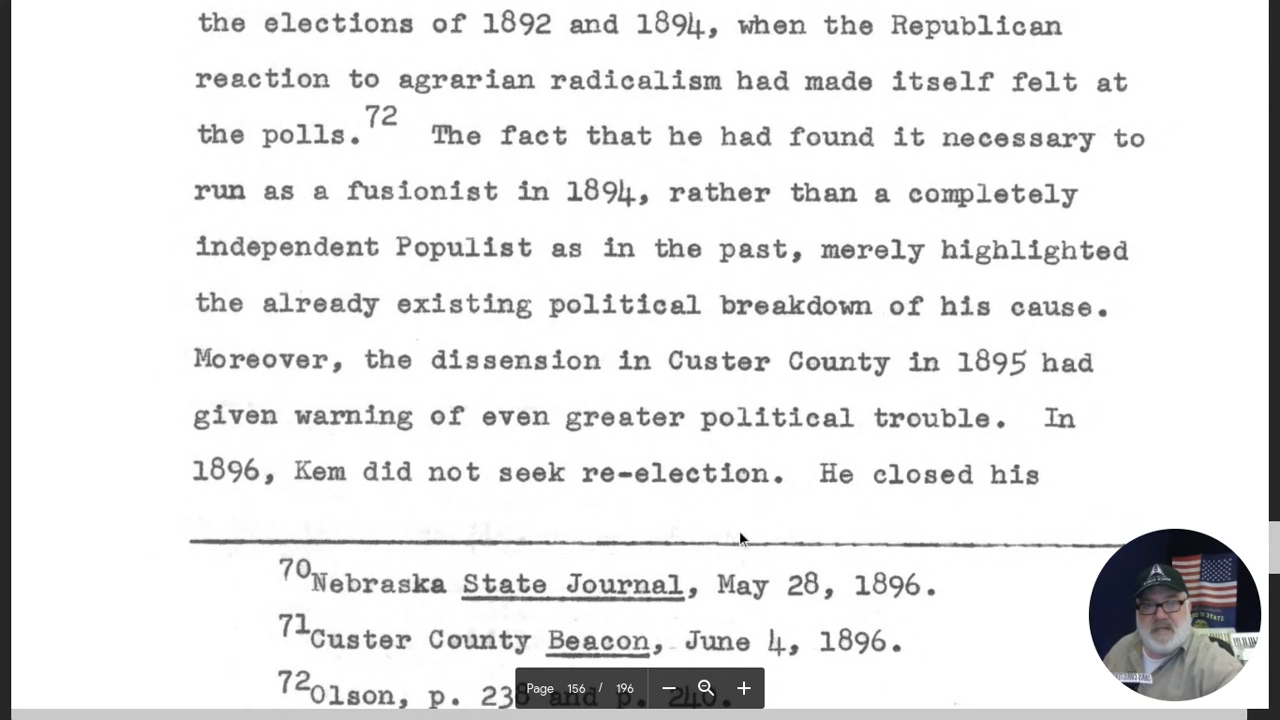 the elections of 1892 and 1894, when the Republican
reaction to agrarian radicalism had made itself felt at
the polls.72 The fact that he had found it necessary to
run as a fusionist in 1894, rather than a completely
independent Populist as in the past, merely highlighted
the already existing political breakdown of his cause.
Moreover, the dissension in Custer County in 1895 had
given warning of even greater political trouble. In
1896, Kem did not seek re-election. He closed his
70Nebraska State Journal, May 28, 1896.
71Custer County Beacon, June 4, 1896.
72Olson, p. 238 and p. 240.
Page 156 / 196